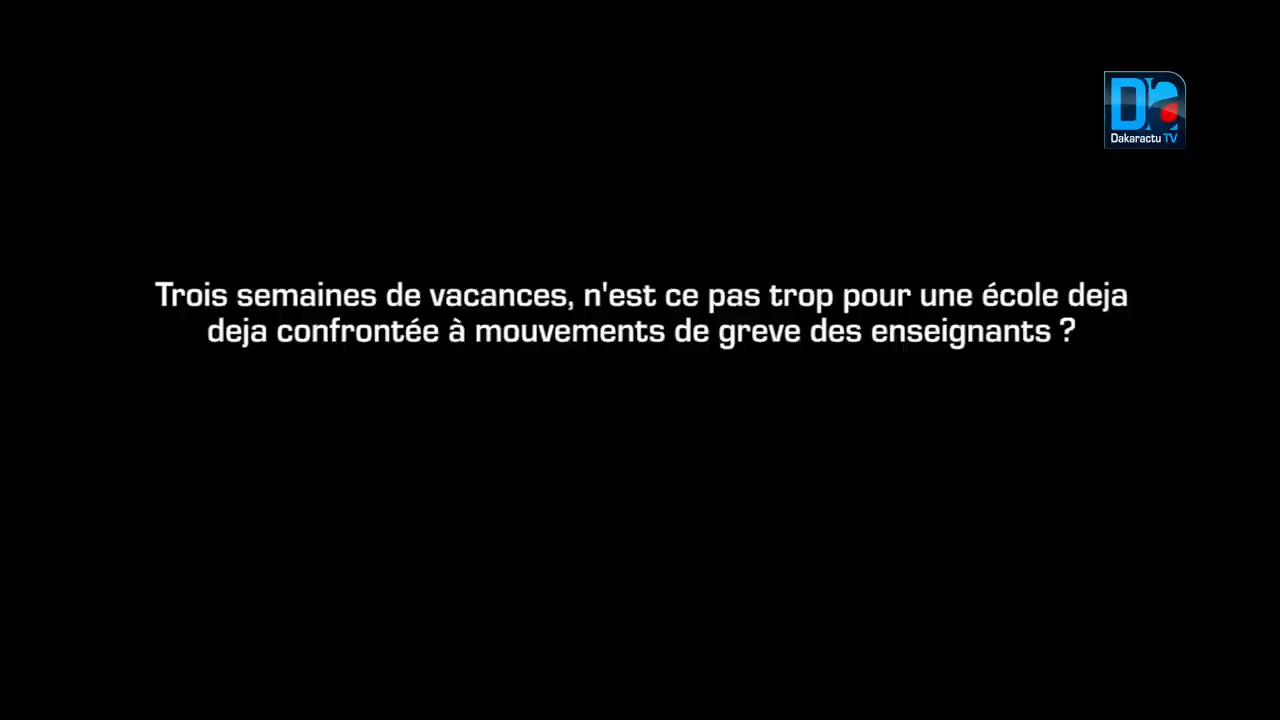 Dakaractu TV
Trois semaines de vacances, n'est ce pas trop pour une école deja
deja confrontée à mouvements de greve des enseignants ?